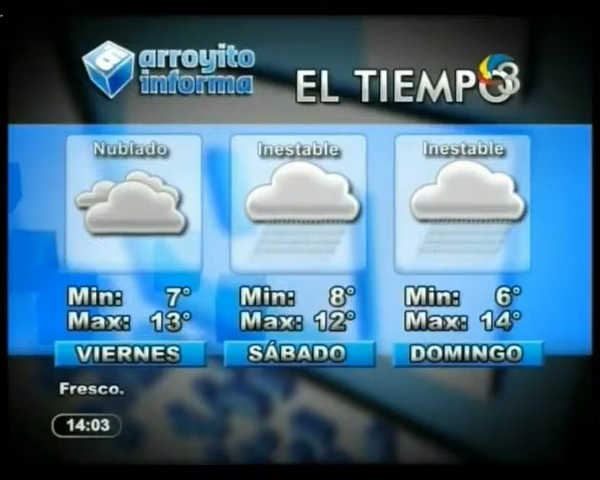 arroyito
informa
EL TIEMPO
Nublado
Inestable
Inestable
Min: 7°
Max: 13°
Min: 8°
Max: 12°
Min: 6°
Max: 14°
VIERNES
SÁBADO
DOMINGO
Fresco.
14:03